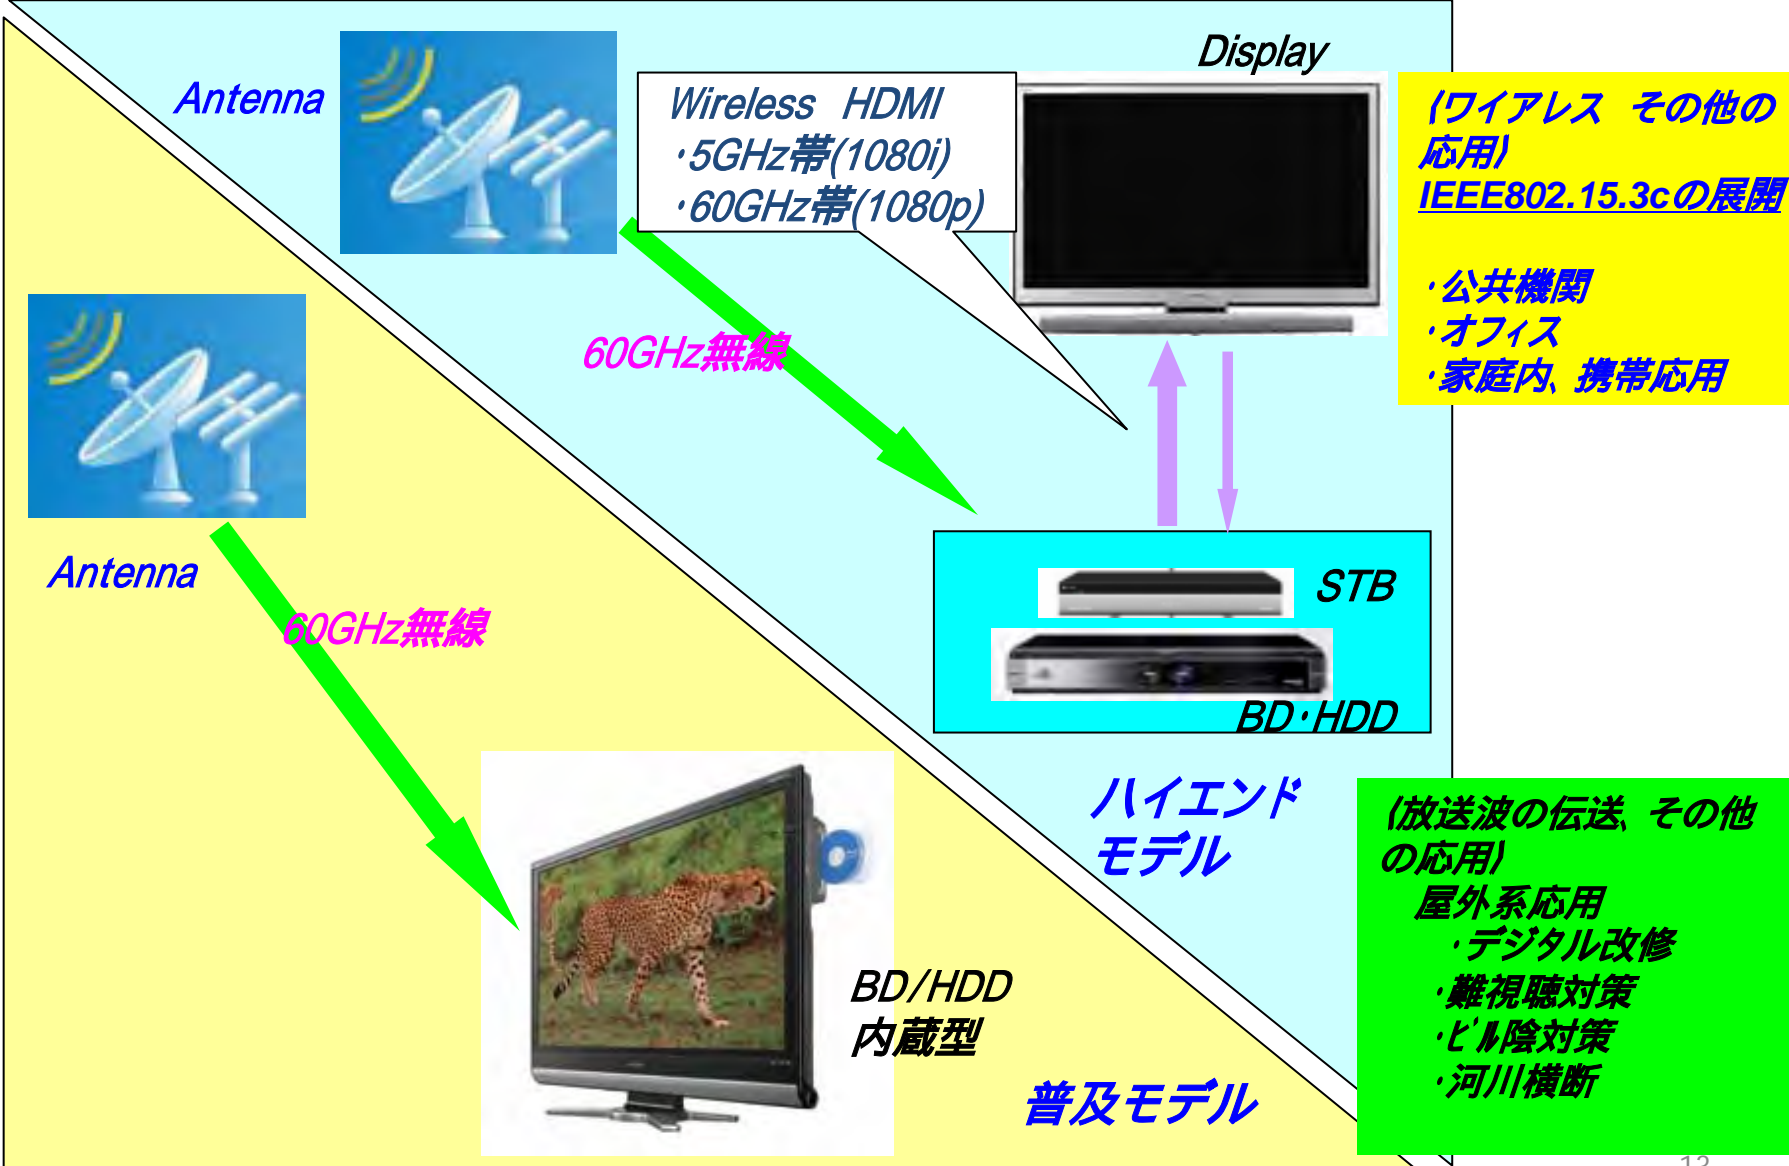 Display
Antenna
Wireless HDMI
・5GHz帯(1080i)
・60GHz帯(1080p)
〈ワイアレス その他の
応用〉
IEEE802.15.3cの展開
・公共機関
・オフィス
・家庭内、携帯応用
60GHz無線
Antenna
60GHz無線
STB
BD・HDD
ハイエンド
モデル
〈放送波の伝送、その他
の応用〉
屋外系応用
・デジタル改修
・難視聴対策
・ビル陰対策
・河川横断
BD/HDD
内蔵型
普及モデル